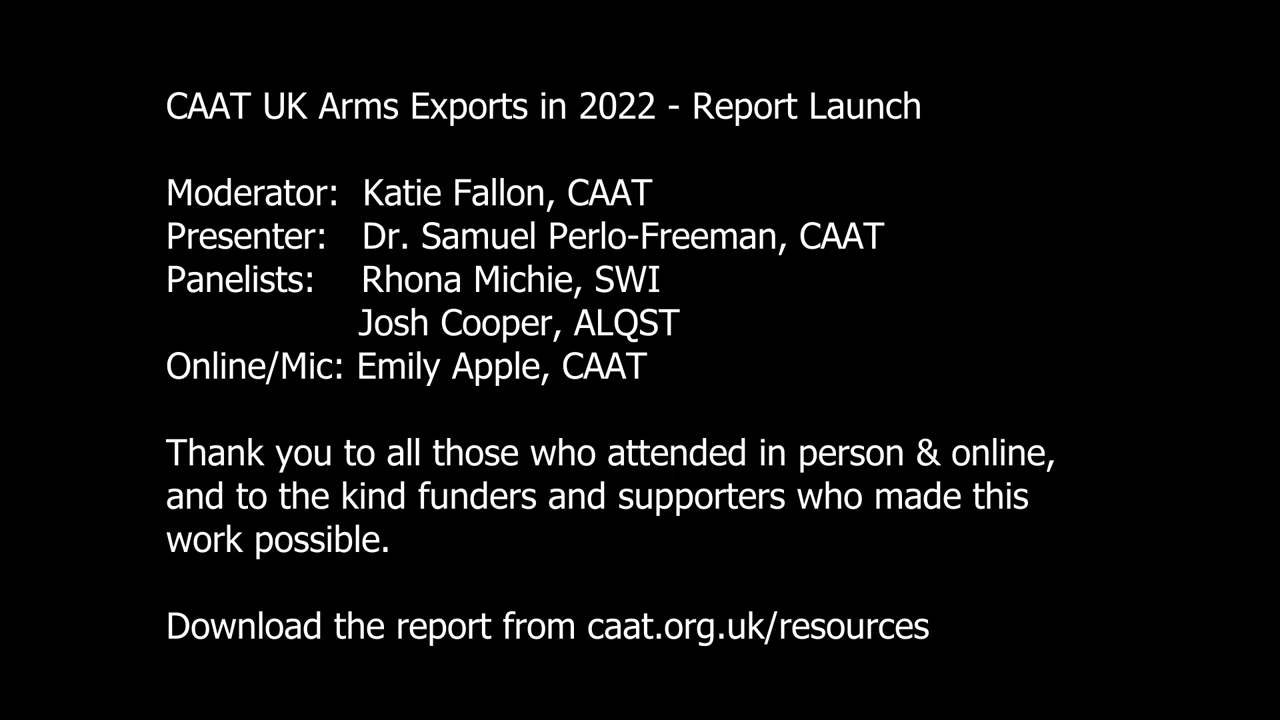 CAAT UK Arms Exports in 2022 - Report Launch
Moderator: Katie Fallon, CAAT
Presenter: Dr. Samuel Perlo-Freeman, CAAT
Panelists: Rhona Michie, SWI
Josh Cooper, ALQST
Online/Mic: Emily Apple, CAAT
Thank you to all those who attended in person & online,
and to the kind funders and supporters who made this
work possible.
Download the report from caat.org.uk/resources